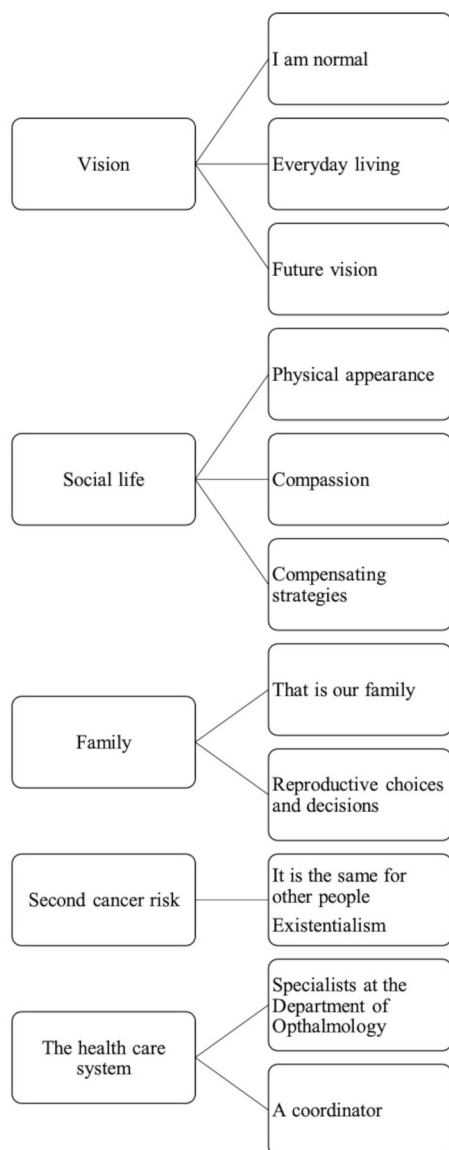 Vision
I am normal
Everyday living
Future vision
Social life
Physical appearance
Compassion
Compensating
strategies
Family
That is our family
Reproductive choices
and decisions
Second cancer risk
It is the same for
other people
Existentialism
The health care
system
Specialists at the
Department of
Opthalmology
A coordinator